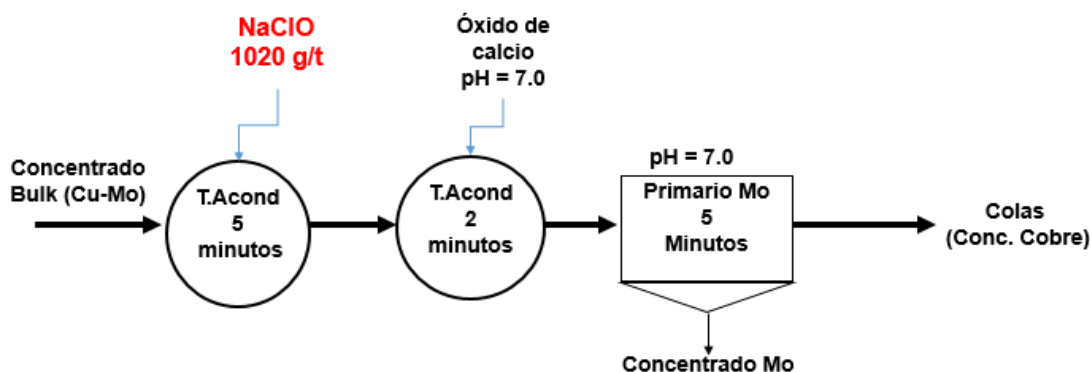 NaClO
1020 g/t
Óxido de
calcio
pH = 7.0
Concentrado
Bulk (Cu-Mo)
T.Acond
5
minutos
T.Acond
2
minutos
pH = 7.0
Primario Mo
5
Minutos
Colas
(Conc. Cobre)
Concentrado Mo